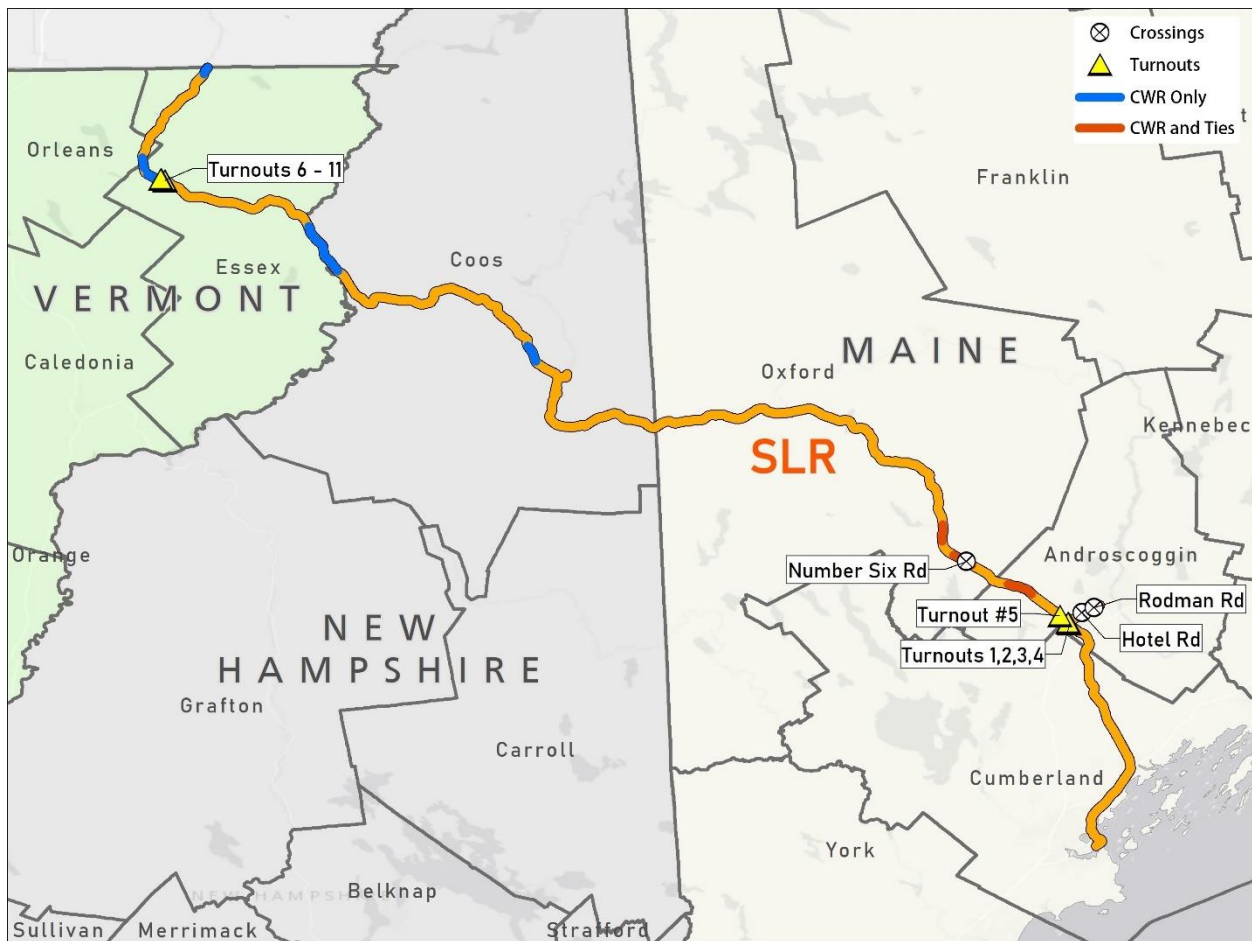 Crossings
Turnouts
CWR Only
CWR and Ties
Orleans
Turnouts 6 - 11
Franklin
Essex
Coos
VERMONT
MAINE
Caledonia
Oxford
Kennebec
SLR
Orange
Androscoggin
Number Six Rd
Rodman Rd
Turnout #5
Hotel Rd
Turnouts 1,2,3,4
NEW
HAMPSHIRE
Grafton
Carroll
Cumberland
York
Belknap
NEW HAMPSHIRE
Sullivan
Merrimack
Strafford